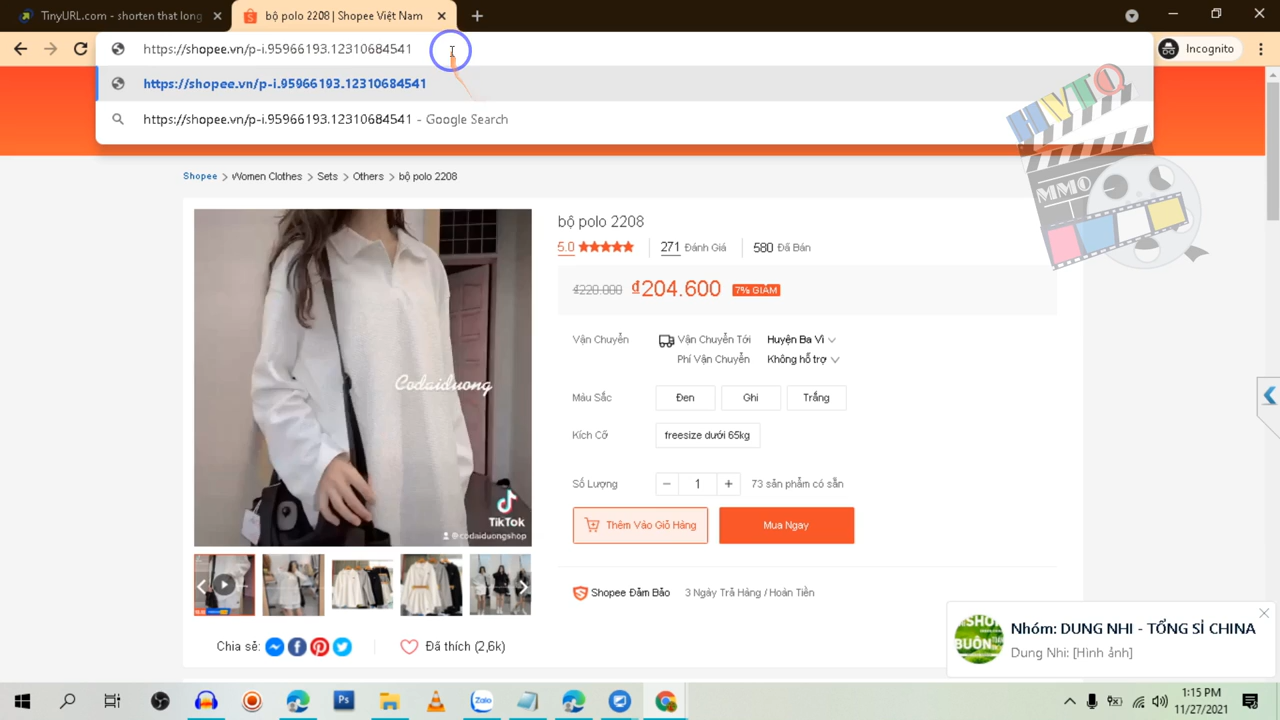 TinyURL.com - shorten that long
bộ polo 2208 | Shopee Việt Nam
https://shopee.vn/p-i.95966193.12310684541
Incognito
https://shopee.vn/p-i.95966193.12310684541
https://shopee.vn/p-i.95966193.12310684541 - Google Search
HIVTO
MMO
Shopee > Women Clothes > Sets > Others > bộ polo 2208
bộ polo 2208
5.0
271 Đánh Giá
580 Đã Bán
₫220.000 ₫204.600 7% GIẢM
Vận Chuyển
Vận Chuyển Tới Huyện Ba Vì
Phí Vận Chuyển Không hỗ trợ
Màu Sắc Đen Ghi Trắng
Kích Cỡ freesize dưới 65kg
Số Lượng − 1 + 73 sản phẩm có sẵn
Thêm Vào Giỏ Hàng
Mua Ngay
Shopee Đảm Bảo 3 Ngày Trả Hàng / Hoàn Tiền
Codaiduong
TikTok
@codaiduongshop
Chia sẻ:
Đã thích (2,6k)
Nhóm: DUNG NHI - TỔNG SỈ CHINA
Dung Nhi: [Hình ảnh]
Zalo
1:15 PM
11/27/2021